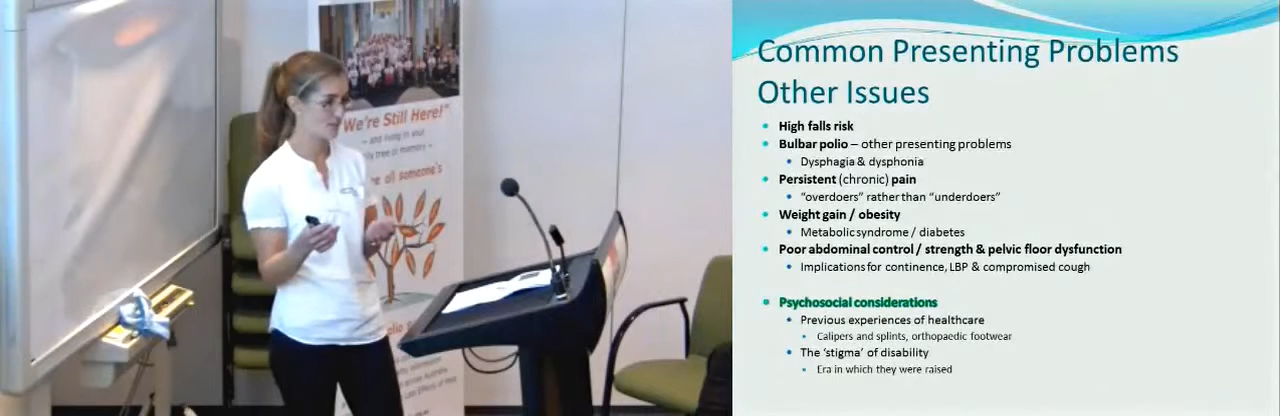 We're Still Here!"
Common Presenting Problems
Other Issues
High falls risk
Bulbar polio – other presenting problems
Dysphagia & dysphonia
Persistent (chronic) pain
"overdoers" rather than "underdoers"
Weight gain / obesity
Metabolic syndrome / diabetes
Poor abdominal control / strength & pelvic floor dysfunction
Implications for continence, LBP & compromised cough
Psychosocial considerations
Previous experiences of healthcare
Calipers and splints, orthopaedic footwear
The 'stigma' of disability
Era in which they were raised